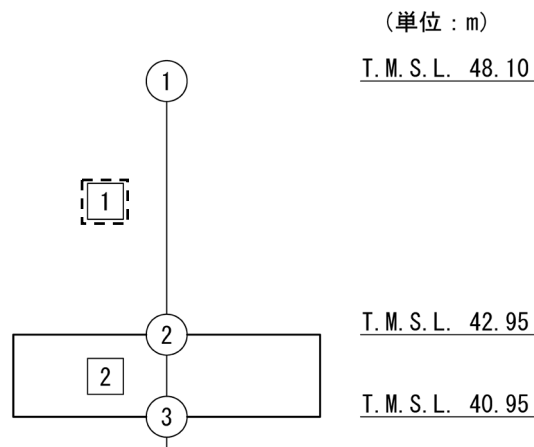 (単位：m)
① T.M.S.L. 48.10
1
② T.M.S.L. 42.95
2
③ T.M.S.L. 40.95